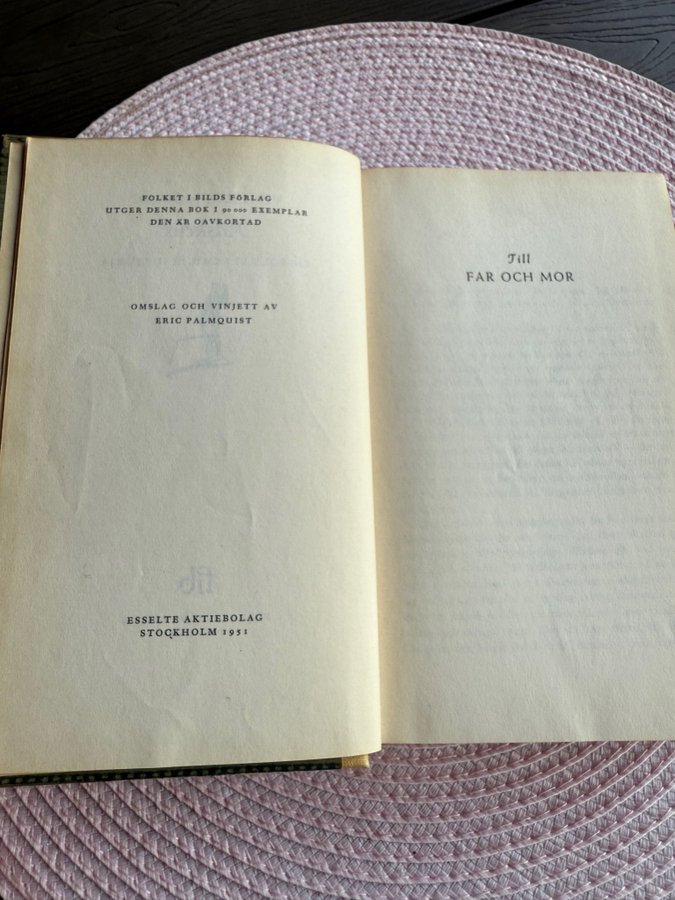 FOLKET I BILDS FÖRLAG
UTGER DENNA BOK I 90 000 EXEMPLAR
DEN ÄR OAVKORTAD
OMSLAG OCH VINJETT AV
ERIC PALMQUIST
ESSELTE AKTIEBOLAG
STOCKHOLM 1951
Till
FAR OCH MOR